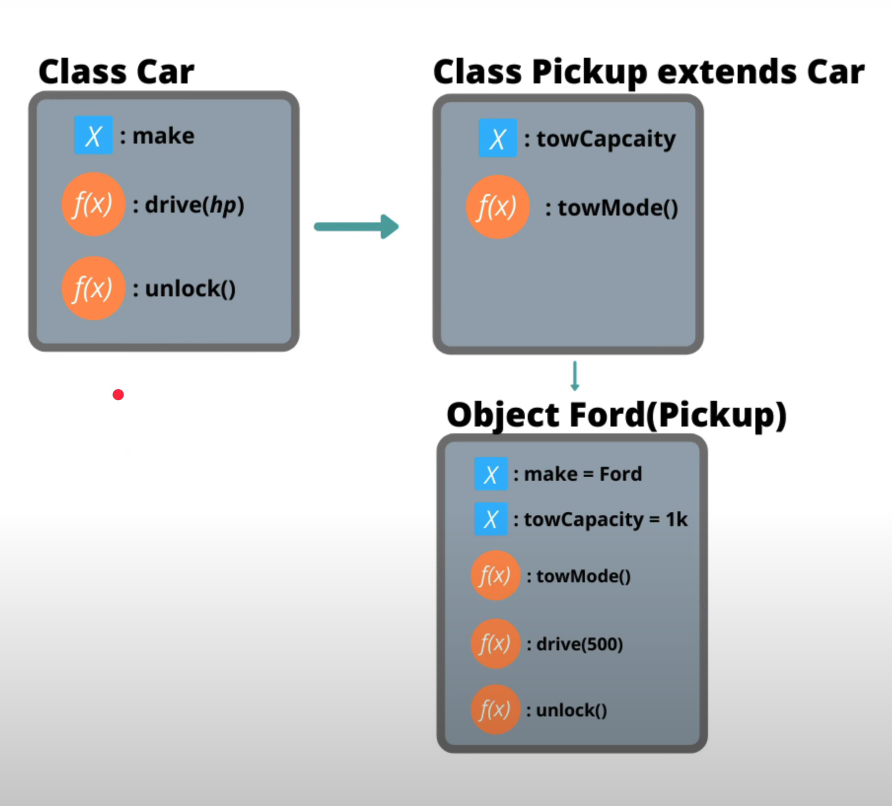 Class Car
X : make
f(x) : drive(hp)
f(x) : unlock()
Class Pickup extends Car
X : towCapcaity
f(x) : towMode()
Object Ford(Pickup)
X : make = Ford
X : towCapacity = 1k
f(x) : towMode()
f(x) : drive(500)
f(x) : unlock()